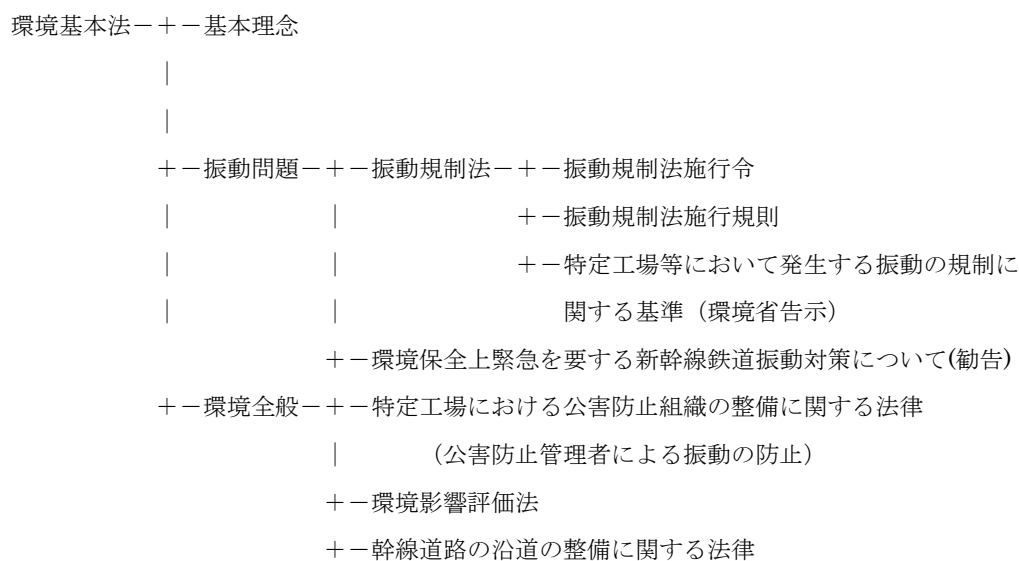 環境基本法－＋－基本理念
｜
｜
＋－振動問題－＋－振動規制法－＋－振動規制法施行令
｜ ｜ ＋－振動規制法施行規則
｜ ｜ ＋－特定工場等において発生する振動の規制に
｜ ｜ 関する基準（環境省告示）
＋－環境保全上緊急を要する新幹線鉄道振動対策について(勧告)
＋－環境全般－＋－特定工場における公害防止組織の整備に関する法律
｜ （公害防止管理者による振動の防止）
＋－環境影響評価法
＋－幹線道路の沿道の整備に関する法律